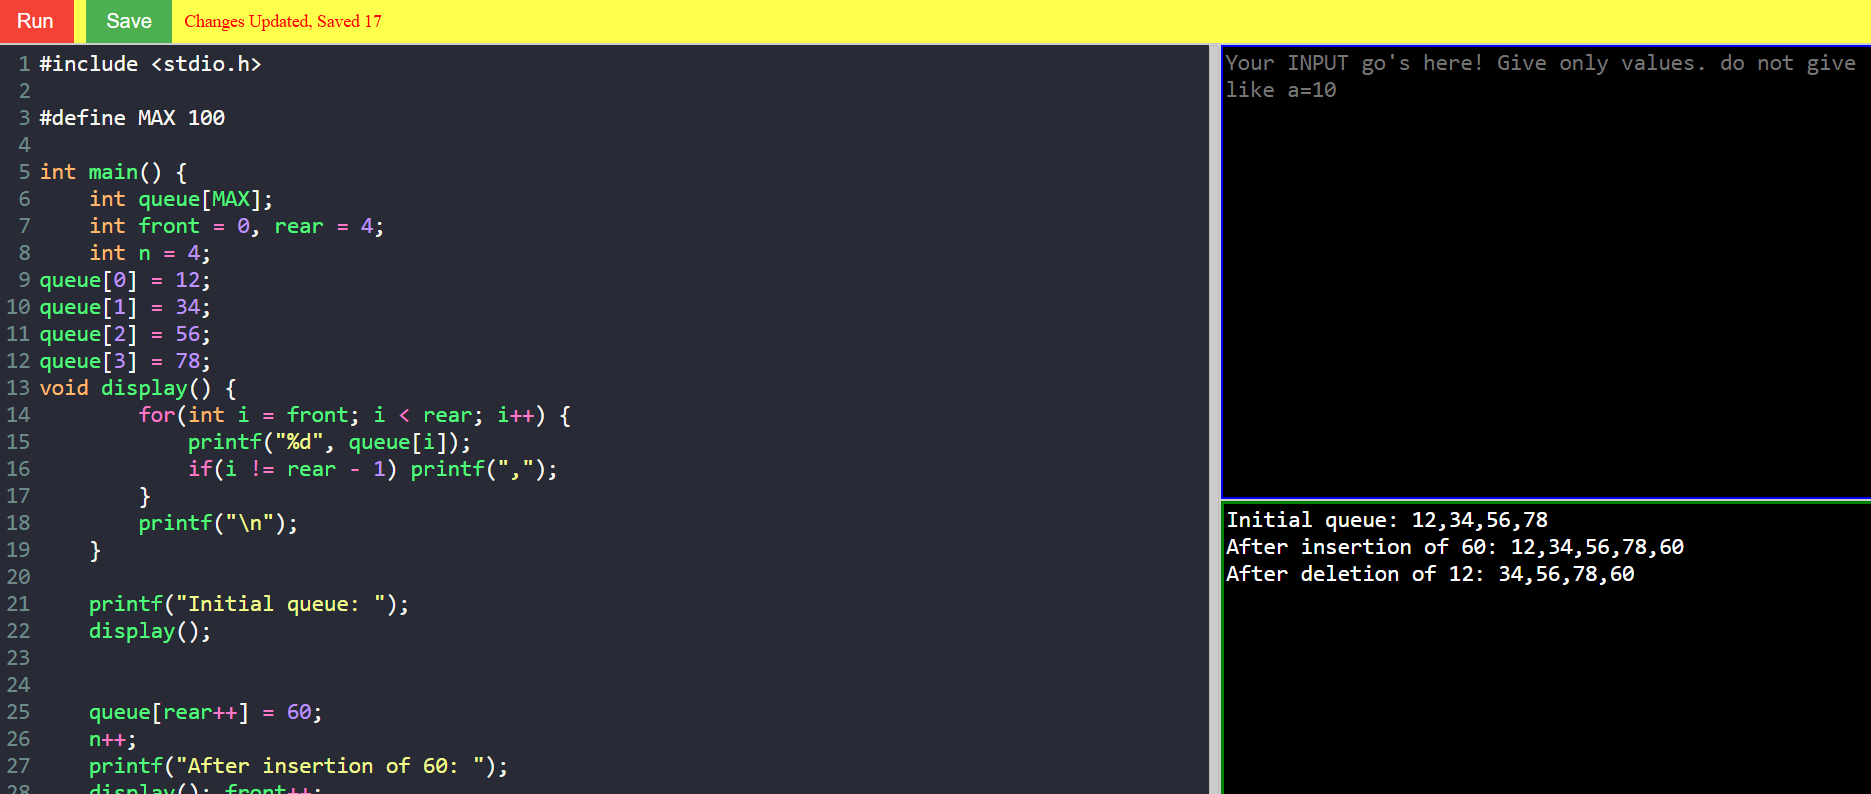 Run Save Changes Updated, Saved 17
1 #include <stdio.h>
2
3 #define MAX 100
4
5 int main() {
6     int queue[MAX];
7     int front = 0, rear = 4;
8     int n = 4;
9 queue[0] = 12;
10 queue[1] = 34;
11 queue[2] = 56;
12 queue[3] = 78;
13 void display() {
14         for(int i = front; i < rear; i++) {
15             printf("%d", queue[i]);
16             if(i != rear - 1) printf(",");
17         }
18         printf("\n");
19     }
20
21     printf("Initial queue: ");
22     display();
23
24
25     queue[rear++] = 60;
26     n++;
27     printf("After insertion of 60: ");
28     display(); front++;
Your INPUT go's here! Give only values. do not give
like a=10
Initial queue: 12,34,56,78
After insertion of 60: 12,34,56,78,60
After deletion of 12: 34,56,78,60